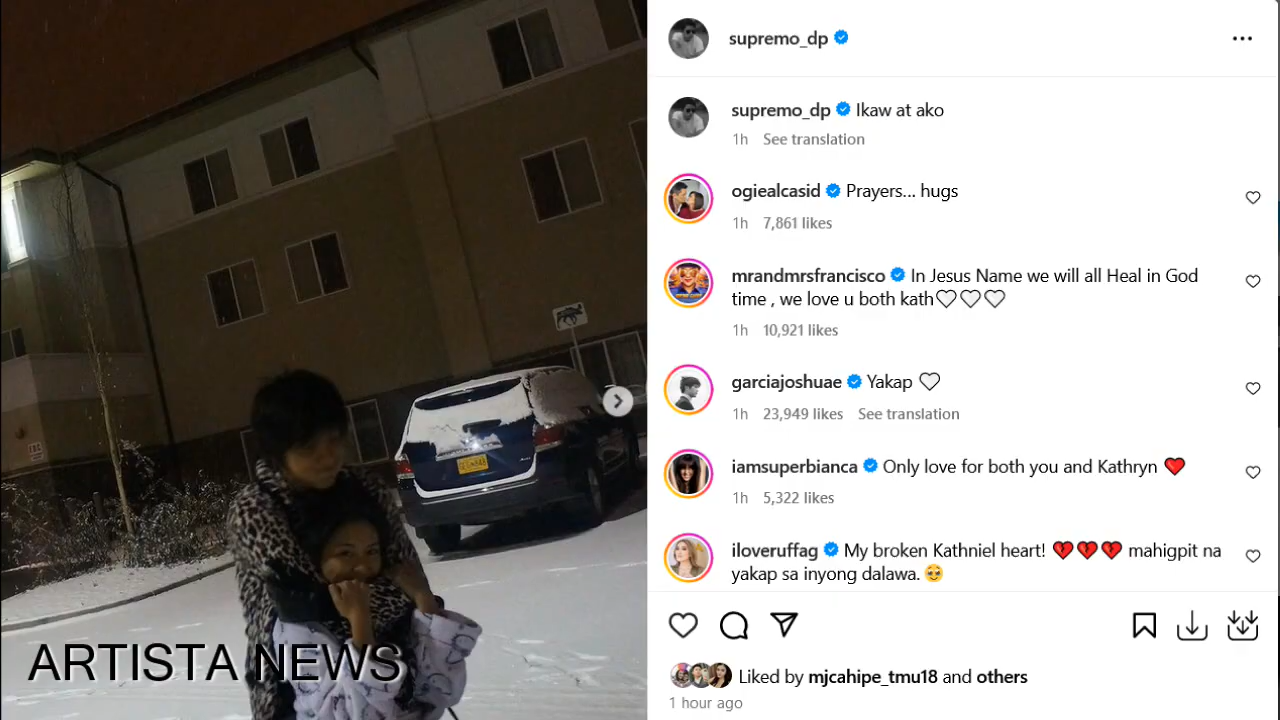 supremo_dp
supremo_dp Ikaw at ako
1h See translation
ogiealcasid Prayers... hugs
1h 7,861 likes
mrandmrsfrancisco In Jesus Name we will all Heal in God
time , we love u both kath🤍🤍🤍
1h 10,921 likes
garciajoshuae Yakap 🤍
1h 23,949 likes See translation
iamsuperbianca Only love for both you and Kathryn ❤️
1h 5,322 likes
iloveruffag My broken Kathniel heart! 💔💔💔 mahigpit na
yakap sa inyong dalawa.🥹
Liked by mjcahipe_tmu18 and others
1 hour ago
ARTISTA NEWS